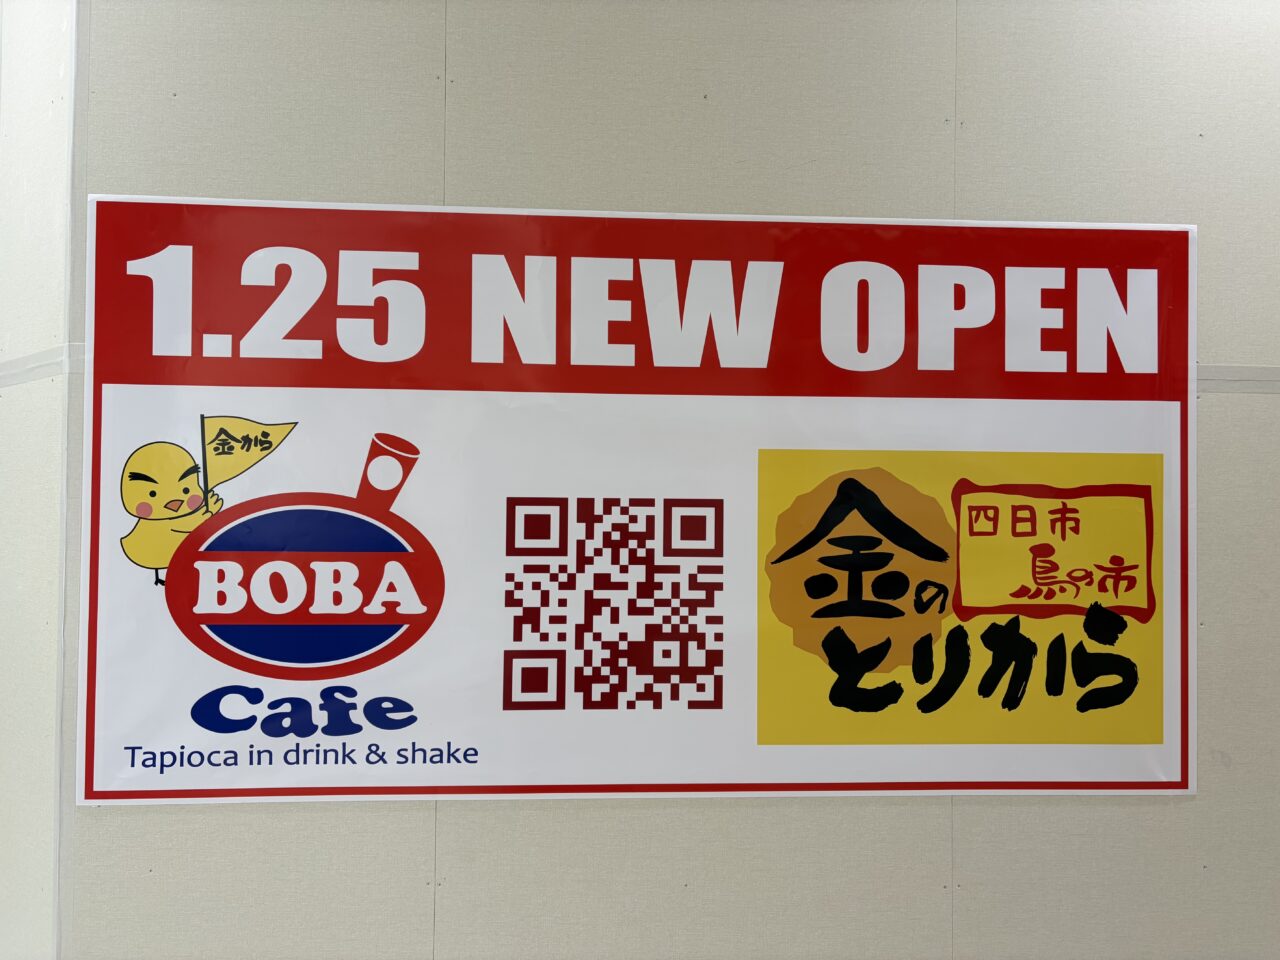 1.25 NEW OPEN
金から
BOBA
Cafe
Tapioca in drink & shake
金の
とりから
四日市
鳥の市